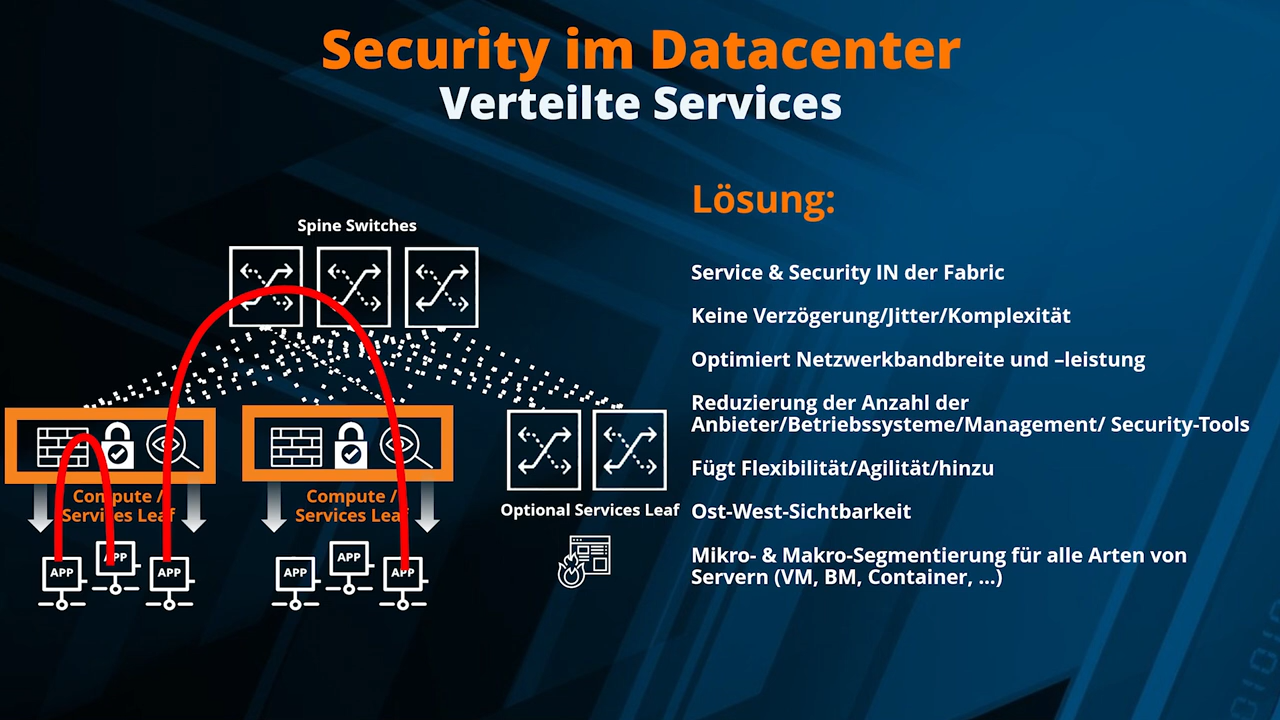 Security im Datacenter
Verteilte Services
Spine Switches
Compute /
Services Leaf
APP
APP
APP
Compute /
Services Leaf
APP
APP
APP
Optional Services Leaf
Lösung:
Service & Security IN der Fabric
Keine Verzögerung/Jitter/Komplexität
Optimiert Netzwerkbandbreite und –leistung
Reduzierung der Anzahl der
Anbieter/Betriebssysteme/Management/ Security-Tools
Fügt Flexibilität/Agilität/hinzu
Ost-West-Sichtbarkeit
Mikro- & Makro-Segmentierung für alle Arten von
Servern (VM, BM, Container, ...)